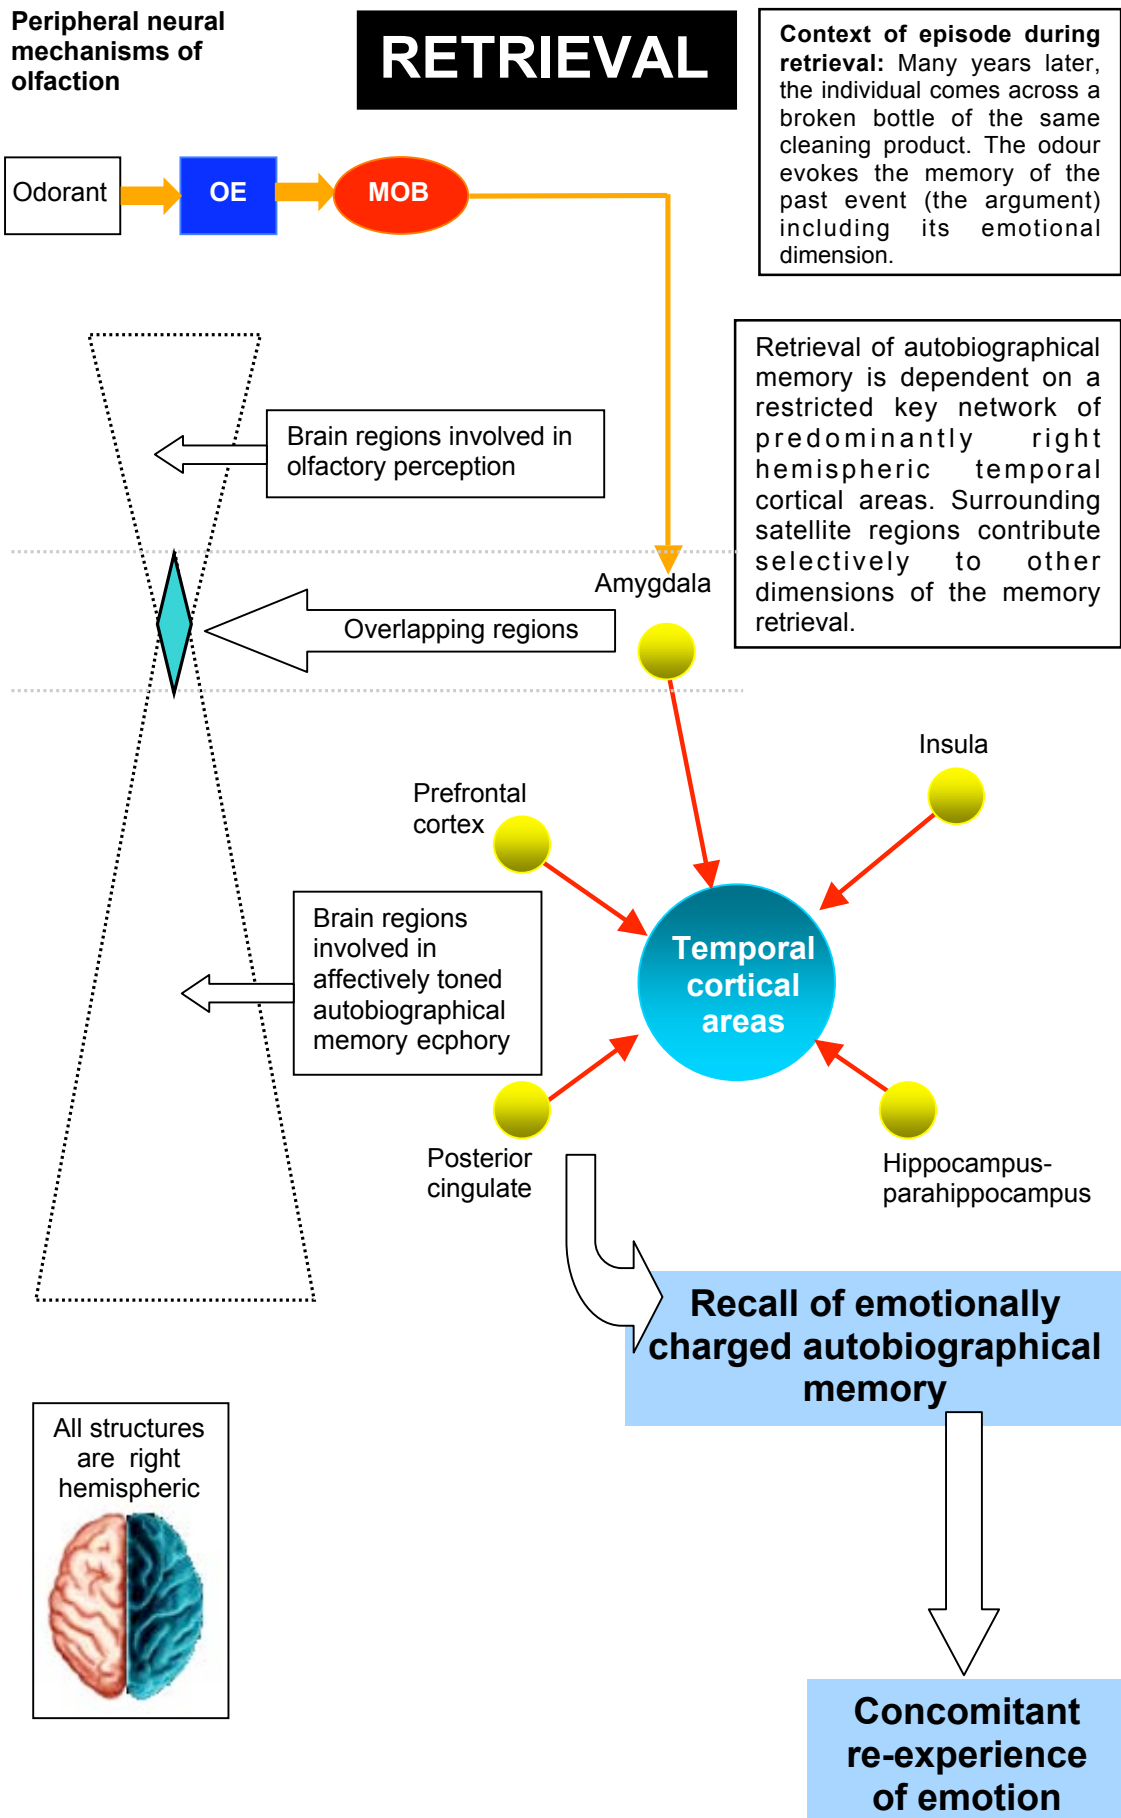 Peripheral neural
mechanisms of
olfaction
RETRIEVAL
Context of episode during
retrieval: Many years later,
the individual comes across a
broken bottle of the same
cleaning product. The odour
evokes the memory of the
past event (the argument)
including its emotional
dimension.
Odorant
OE
MOB
Retrieval of autobiographical
memory is dependent on a
restricted key network of
predominantly right
hemispheric temporal
cortical areas. Surrounding
satellite regions contribute
selectively to other
dimensions of the memory
retrieval.
Brain regions involved in
olfactory perception
Amygdala
Overlapping regions
Insula
Prefrontal
cortex
Brain regions
involved in
affectively toned
autobiographical
memory ecphory
Temporal
cortical
areas
Posterior
cingulate
Hippocampus-
parahippocampus
Recall of emotionally
charged autobiographical
memory
All structures
are right
hemispheric
Concomitant
re-experience
of emotion